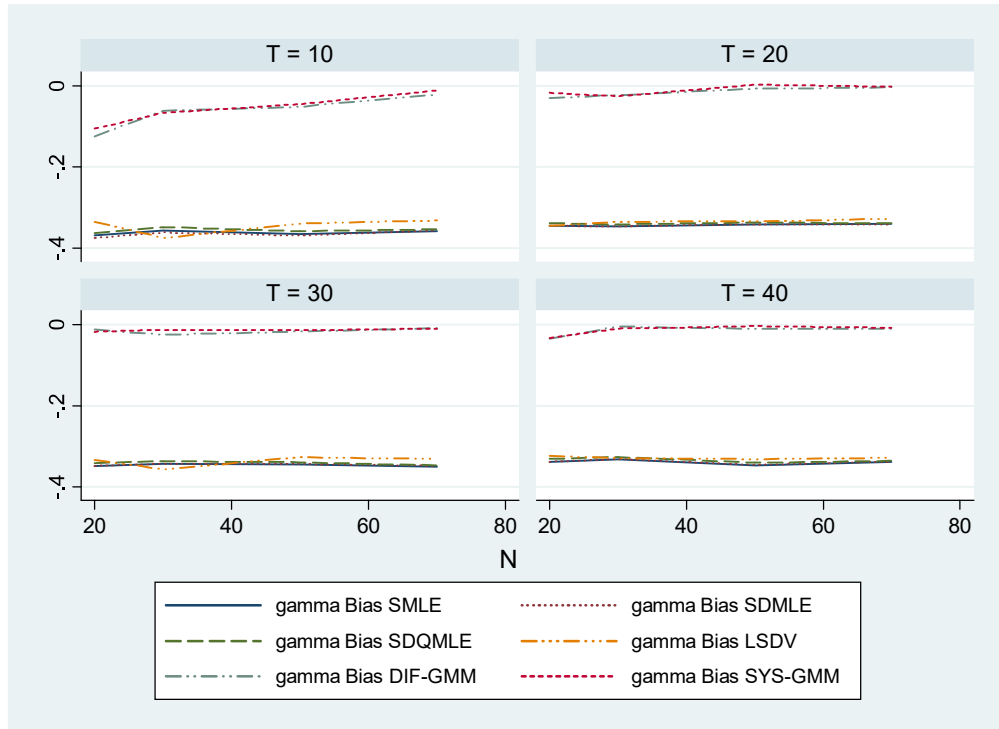 T = 10
T = 20
0
-.2
-.4
T = 30
T = 40
0
-.2
-.4
20
40
60
80
20
40
60
80
N
gamma Bias SMLE
gamma Bias SDMLE
gamma Bias SDQMLE
gamma Bias LSDV
gamma Bias DIF-GMM
gamma Bias SYS-GMM